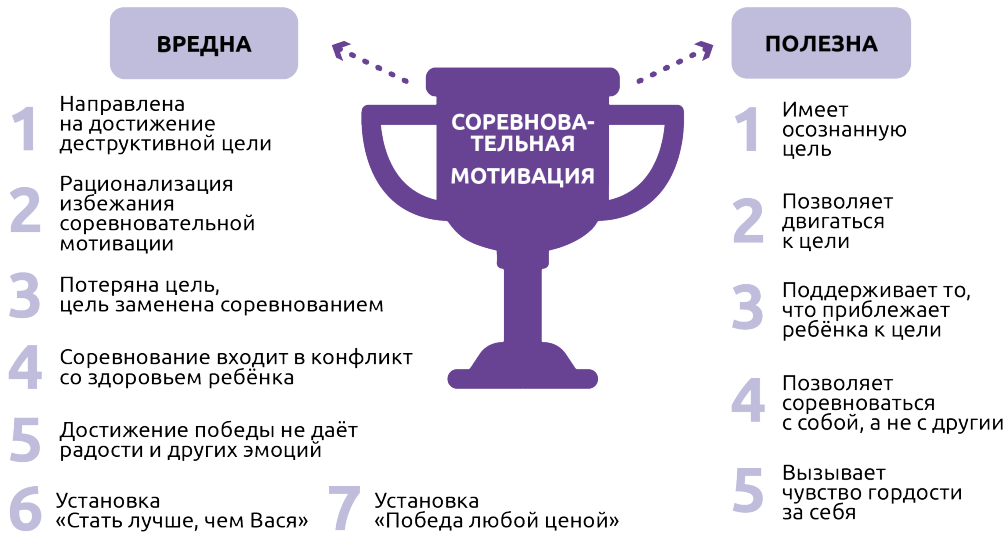 ВРЕДНА
1
Направлена
на достижение
деструктивной цели
2
Рационализация
избежания
соревновательной
мотивации
3
Потеряна цель,
цель заменена соревнованием
4
Соревнование входит в конфликт
со здоровьем ребёнка
5
Достижение победы не даёт
радости и других эмоций
6
Установка
«Стать лучше, чем Вася»
7
Установка
«Победа любой ценой»
СОРЕВНОВА-
ТЕЛЬНАЯ
МОТИВАЦИЯ
ПОЛЕЗНА
1
Имеет
осознанную
цель
2
Позволяет
двигаться
к цели
3
Поддерживает то,
что приблежает
ребёнка к цели
4
Позволяет
соревноваться
с собой, а не с другии
5
Вызывает
чувство гордости
за себя